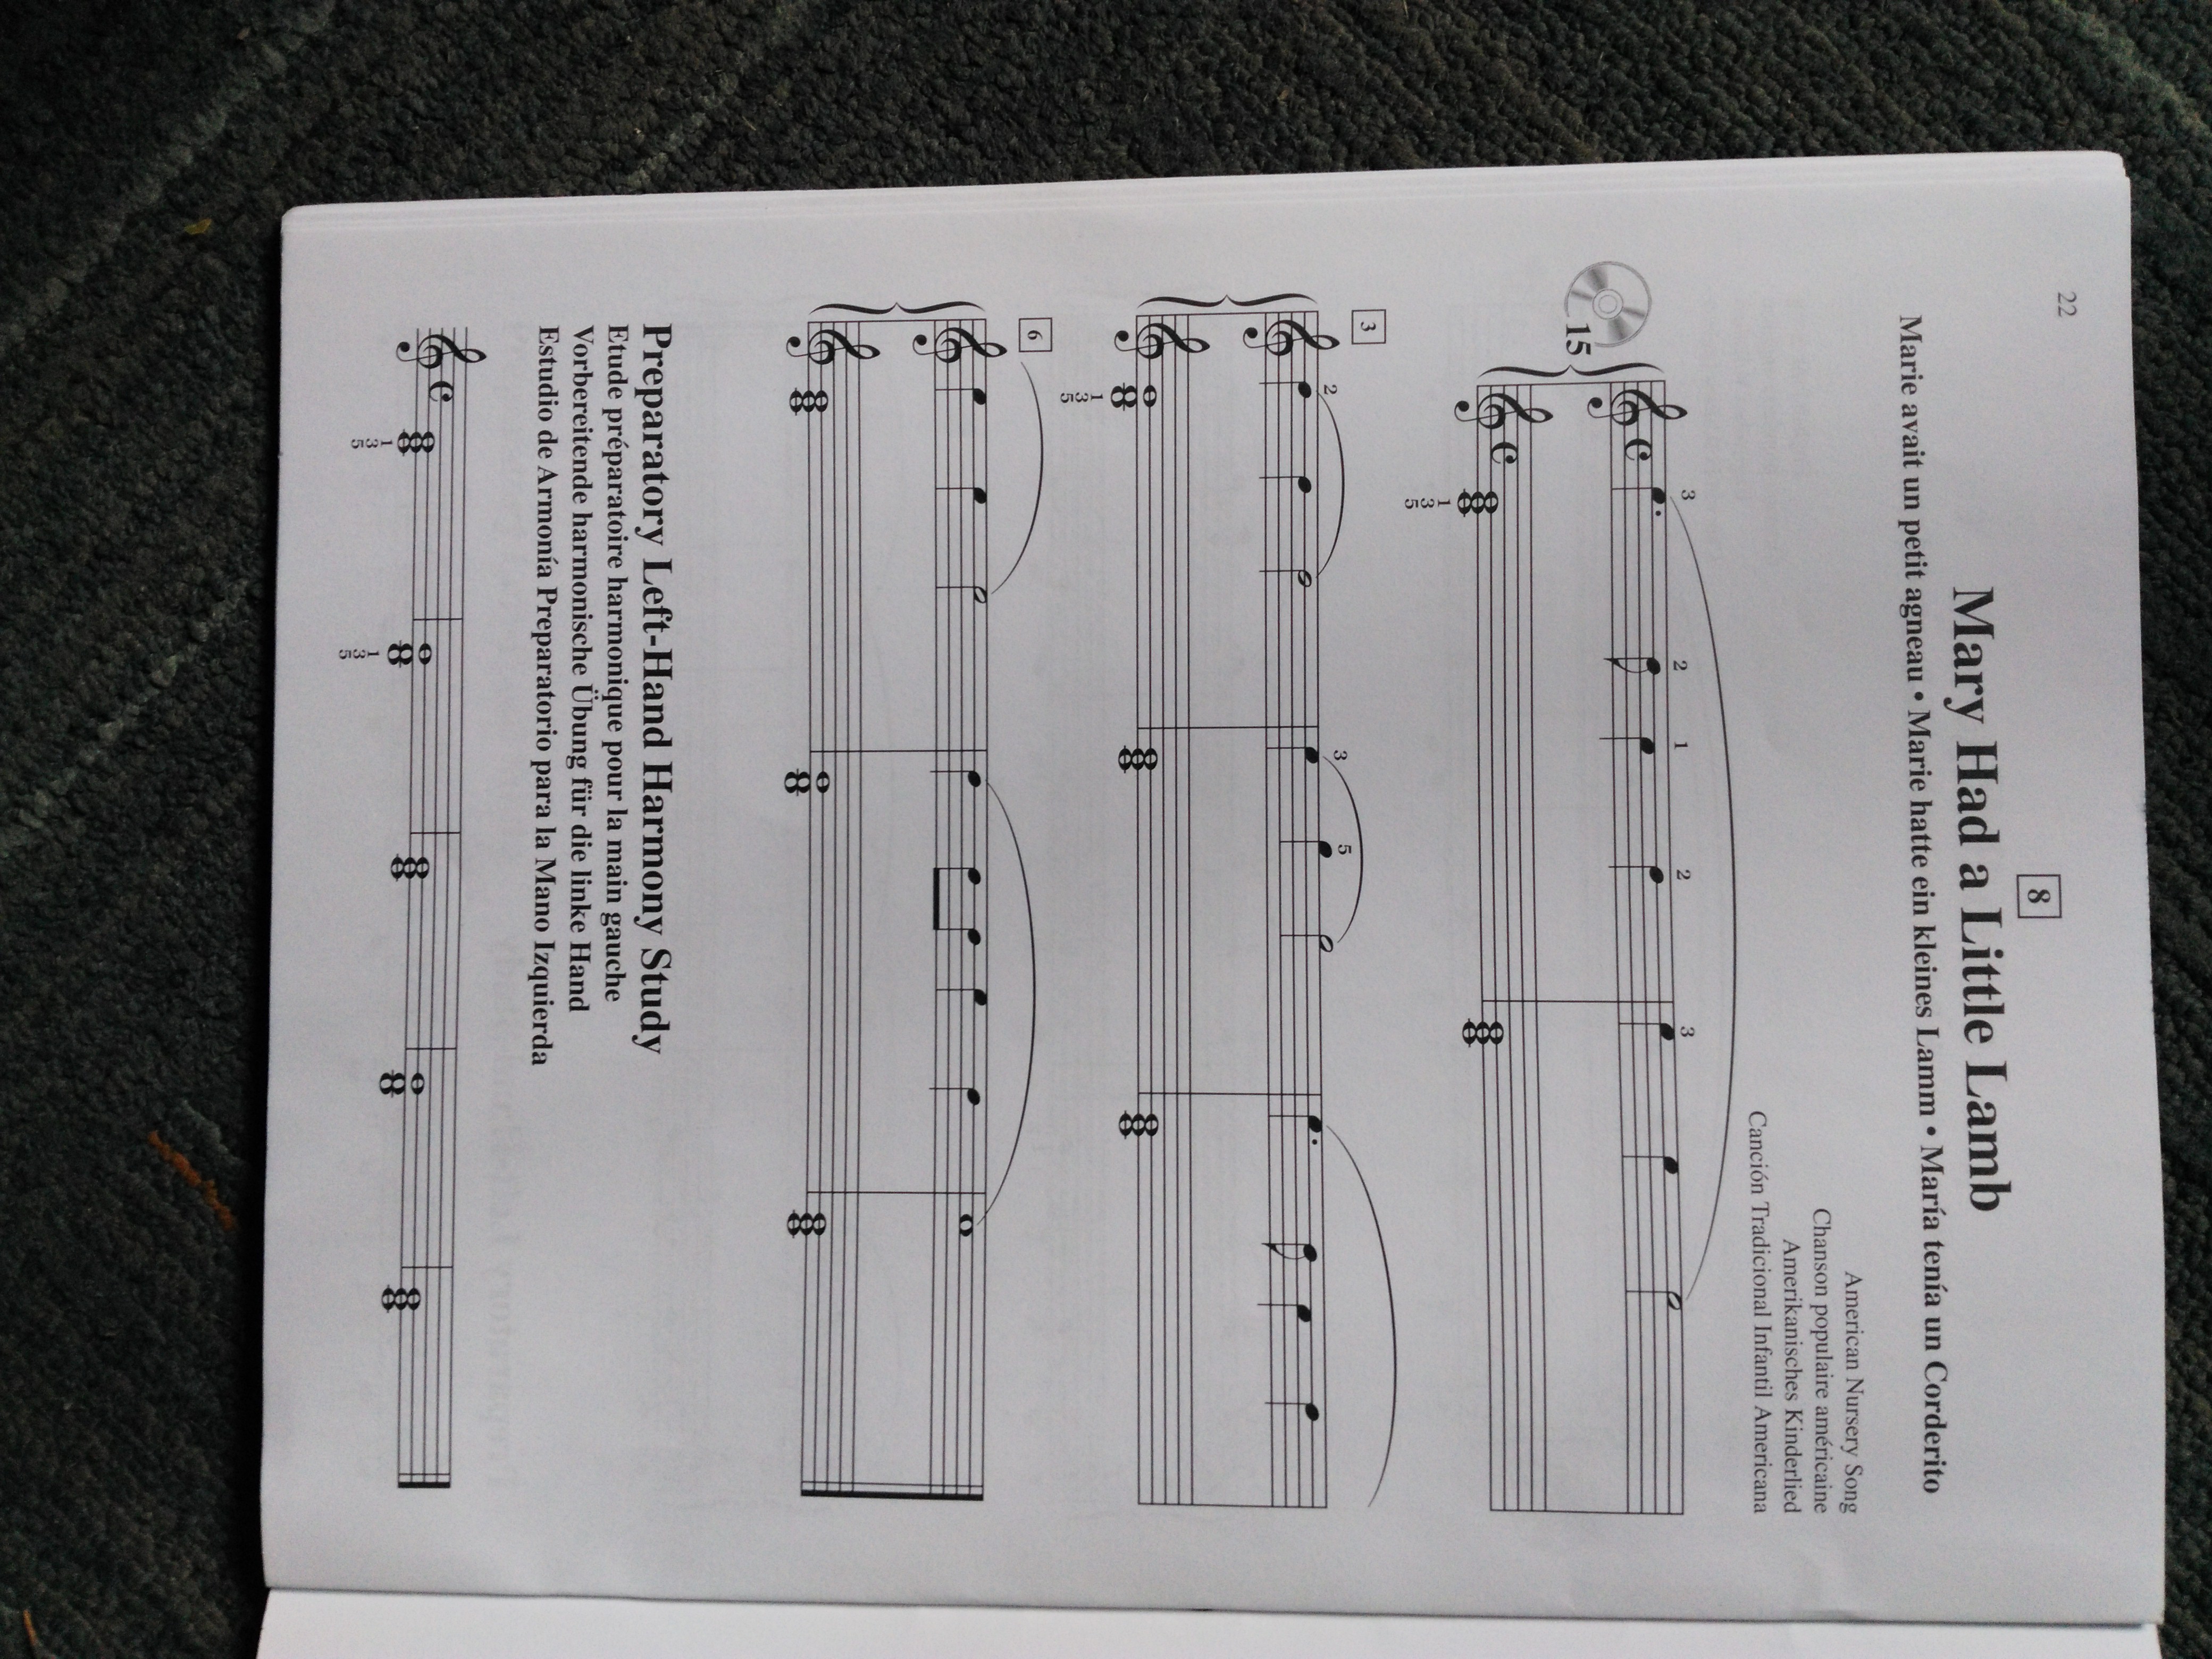 22
8
Mary Had a Little Lamb
Marie avait un petit agneau • Marie hatte ein kleines Lamm • María tenía un Corderito
American Nursery Song
Chanson populaire américaine
Amerikanisches Kinderlied
Canción Tradicional Infantil Americana
15
3 2 1 2 3
1
3
5
3
2 3 5
1
3
5
6
Preparatory Left-Hand Harmony Study
Etude préparatoire harmonique pour la main gauche
Vorbereitende harmonische Übung für die linke Hand
Estudio de Armonía Preparatorio para la Mano Izquierda
1 1
3 3
5 5